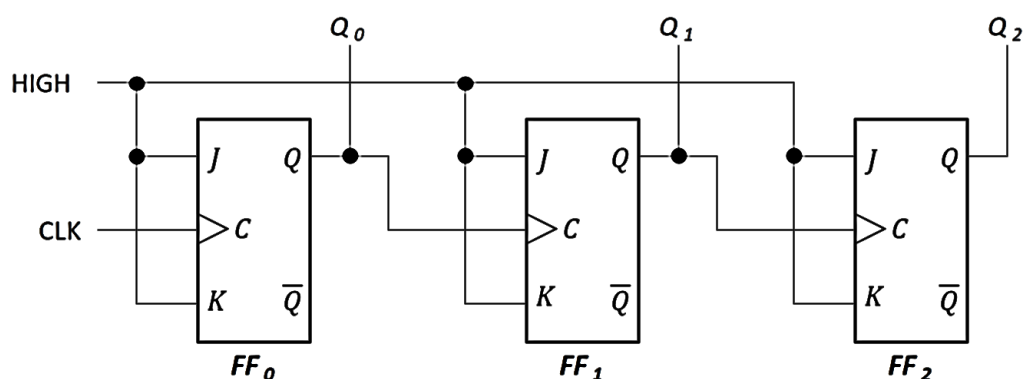 Q₀ Q₁ Q₂
HIGH
J Q J Q J Q
CLK C C C
K Q̅ K Q̅ K Q̅
FF₀ FF₁ FF₂